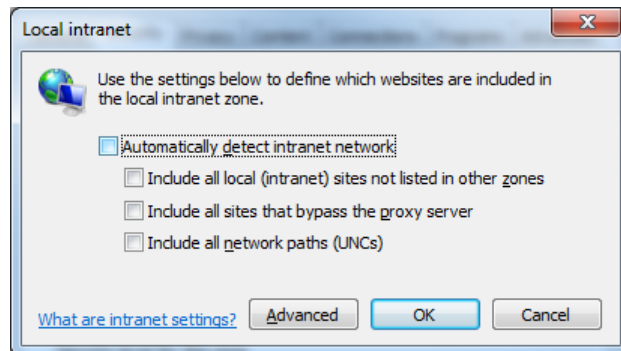 Local intranet
Use the settings below to define which websites are included in
the local intranet zone.
Automatically detect intranet network
Include all local (intranet) sites not listed in other zones
Include all sites that bypass the proxy server
Include all network paths (UNCs)
What are intranet settings? Advanced OK Cancel